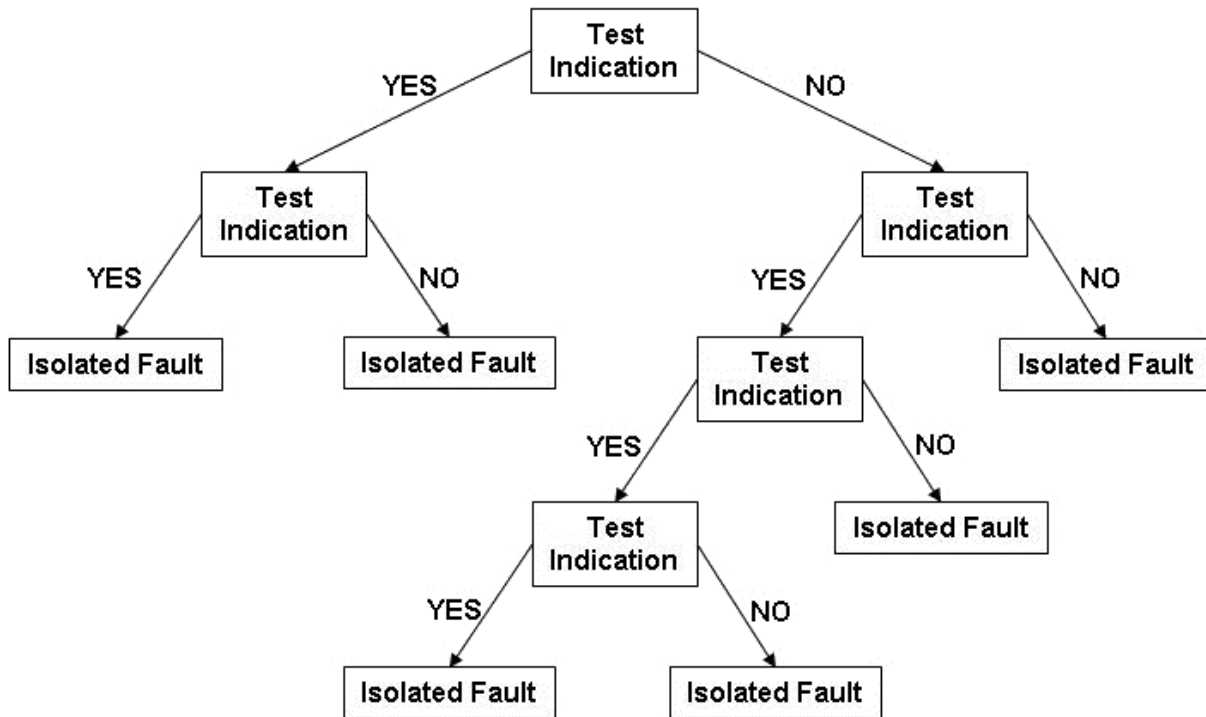 Test
Indication
YES
NO
Test
Indication
Test
Indication
YES
NO
YES
NO
Isolated Fault
Isolated Fault
Test
Indication
Isolated Fault
YES
NO
Test
Indication
Isolated Fault
YES
NO
Isolated Fault
Isolated Fault